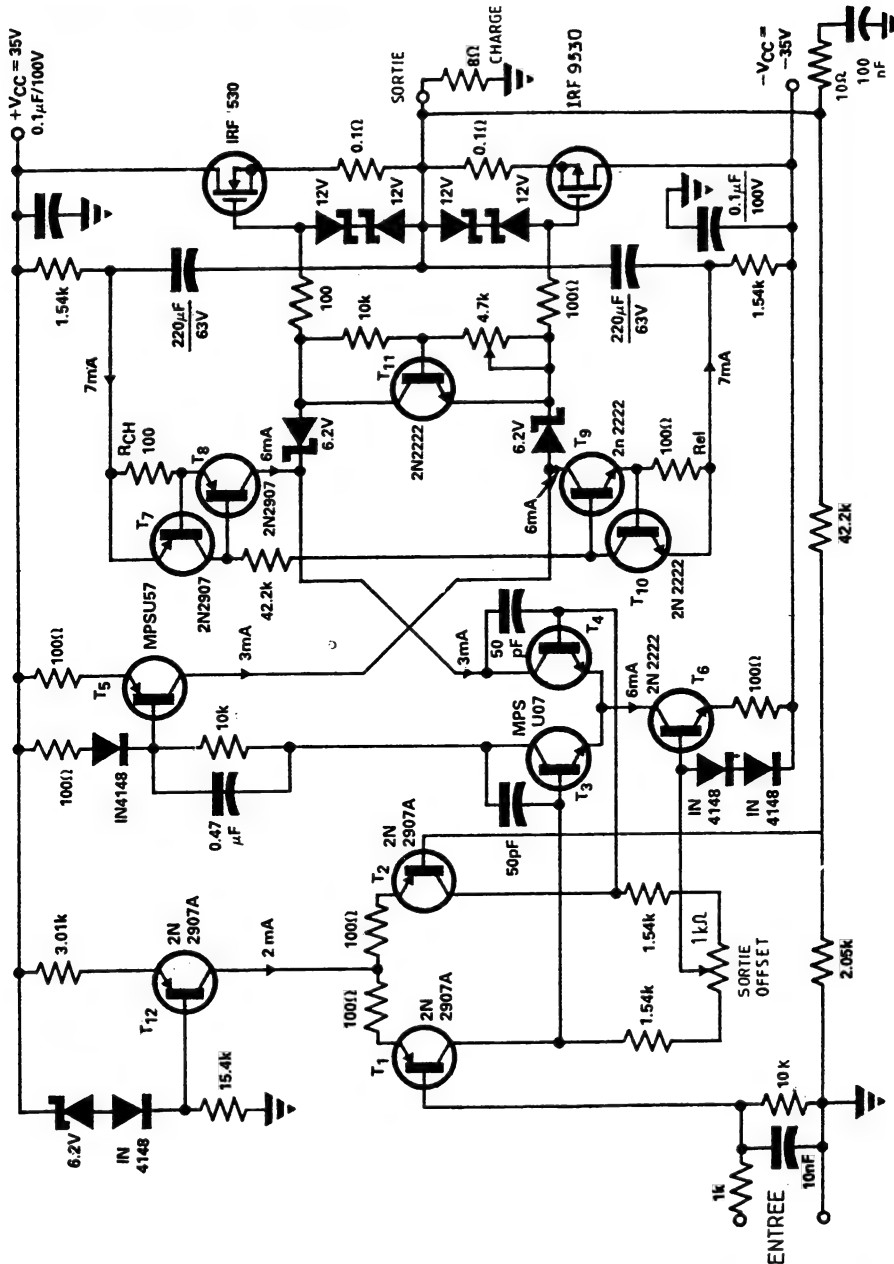 +VCC = 35V
0.1µF/100V
1.54k
220µF
63V
7mA
RCH
100
T7
T8
2N2907
6mA
2N2907
42.2k
6.2V
100
10k
T11
2N2222
4.7k
12V
12V
12V
12V
IRF '530
0.1Ω
0.1Ω
SORTIE
8Ω
CHARGE
IRF 9530
6.2V
100Ω
T9
2n 2222
6mA
T10
2N 2222
100Ω
Rel
7mA
220µF
63V
1.54k
0.1µF
100V
−VCC =
−35V
10Ω
100
nF
MPSU57
T5
100Ω
100Ω
IN4148
0.47
µF
10k
3mA
3mA
50
pF
T4
MPS
U07
T3
50pF
6mA
2N 2222
T6
100Ω
IN
4148
IN
4148
42.2k
3.01k
2N
2907A
T12
2 mA
6.2V
IN
4148
15.4k
100Ω
100Ω
2N
2907A
T1
2N
2907A
T2
1.54k
1.54k
1kΩ
SORTIE
OFFSET
2.05k
10k
10nF
1k
ENTREE